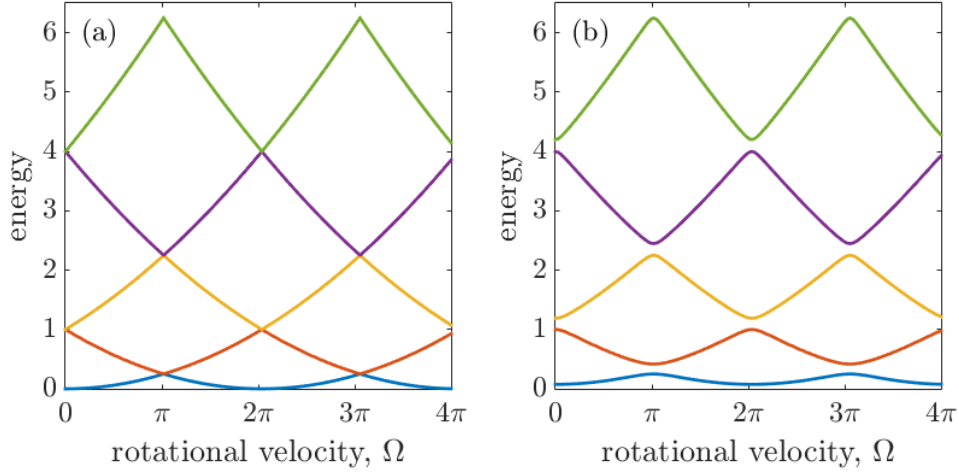 (a)
energy
6
5
4
3
2
1
0
0 π 2π 3π 4π
rotational velocity, Ω
(b)
energy
6
5
4
3
2
1
0
0 π 2π 3π 4π
rotational velocity, Ω